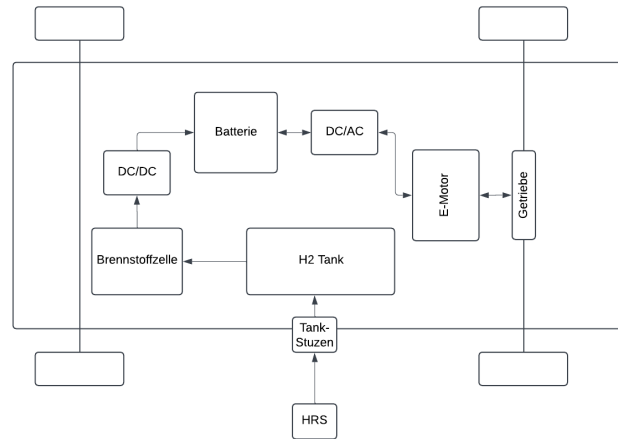 Batterie
DC/AC
DC/DC
E-Motor
Getriebe
Brennstoffzelle
H2 Tank
Tank-
Stuzen
HRS